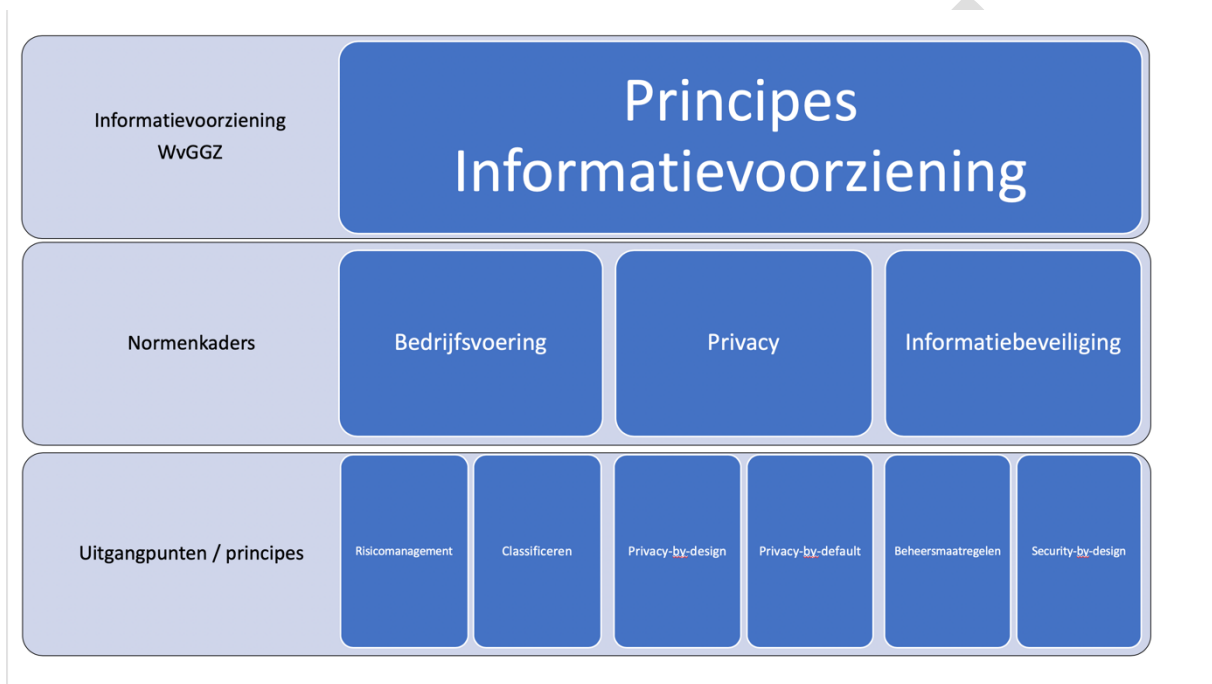 Informatievoorziening
WvGGZ
Principes
Informatievoorziening
Normenkaders
Bedrijfsvoering
Privacy
Informatiebeveiliging
Uitgangpunten / principes
Risicomanagement
Classificeren
Privacy-by-design
Privacy-by-default
Beheersmaatregelen
Security-by-design